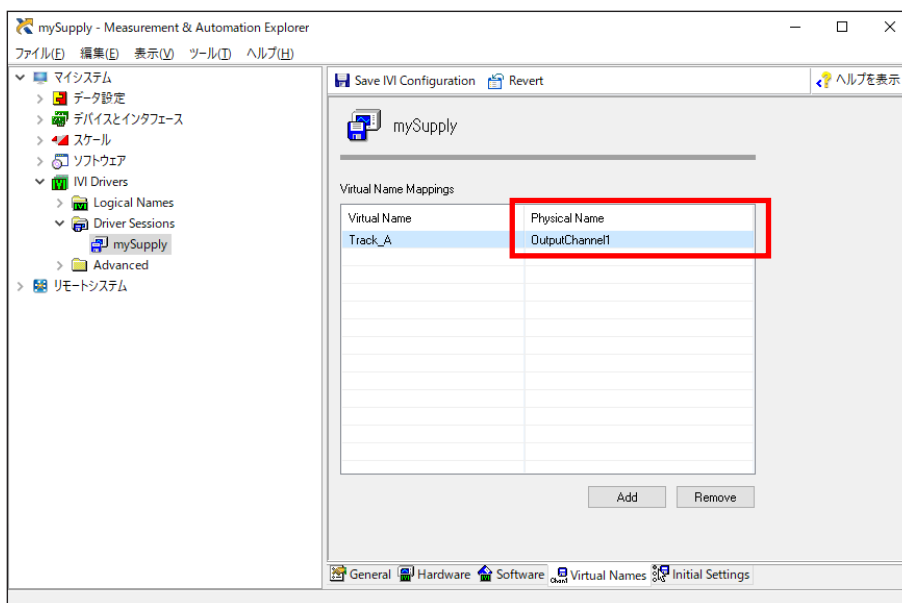 mySupply - Measurement & Automation Explorer
ファイル(F) 編集(E) 表示(V) ツール(T) ヘルプ(H)
マイシステム
データ設定
デバイスとインタフェース
スケール
ソフトウェア
IVI Drivers
Logical Names
Driver Sessions
mySupply
Advanced
リモートシステム
Save IVI Configuration Revert
ヘルプを表示
mySupply
Virtual Name Mappings
Virtual Name Physical Name
Track_A OutputChannel1
Add Remove
General Hardware Software Virtual Names Initial Settings